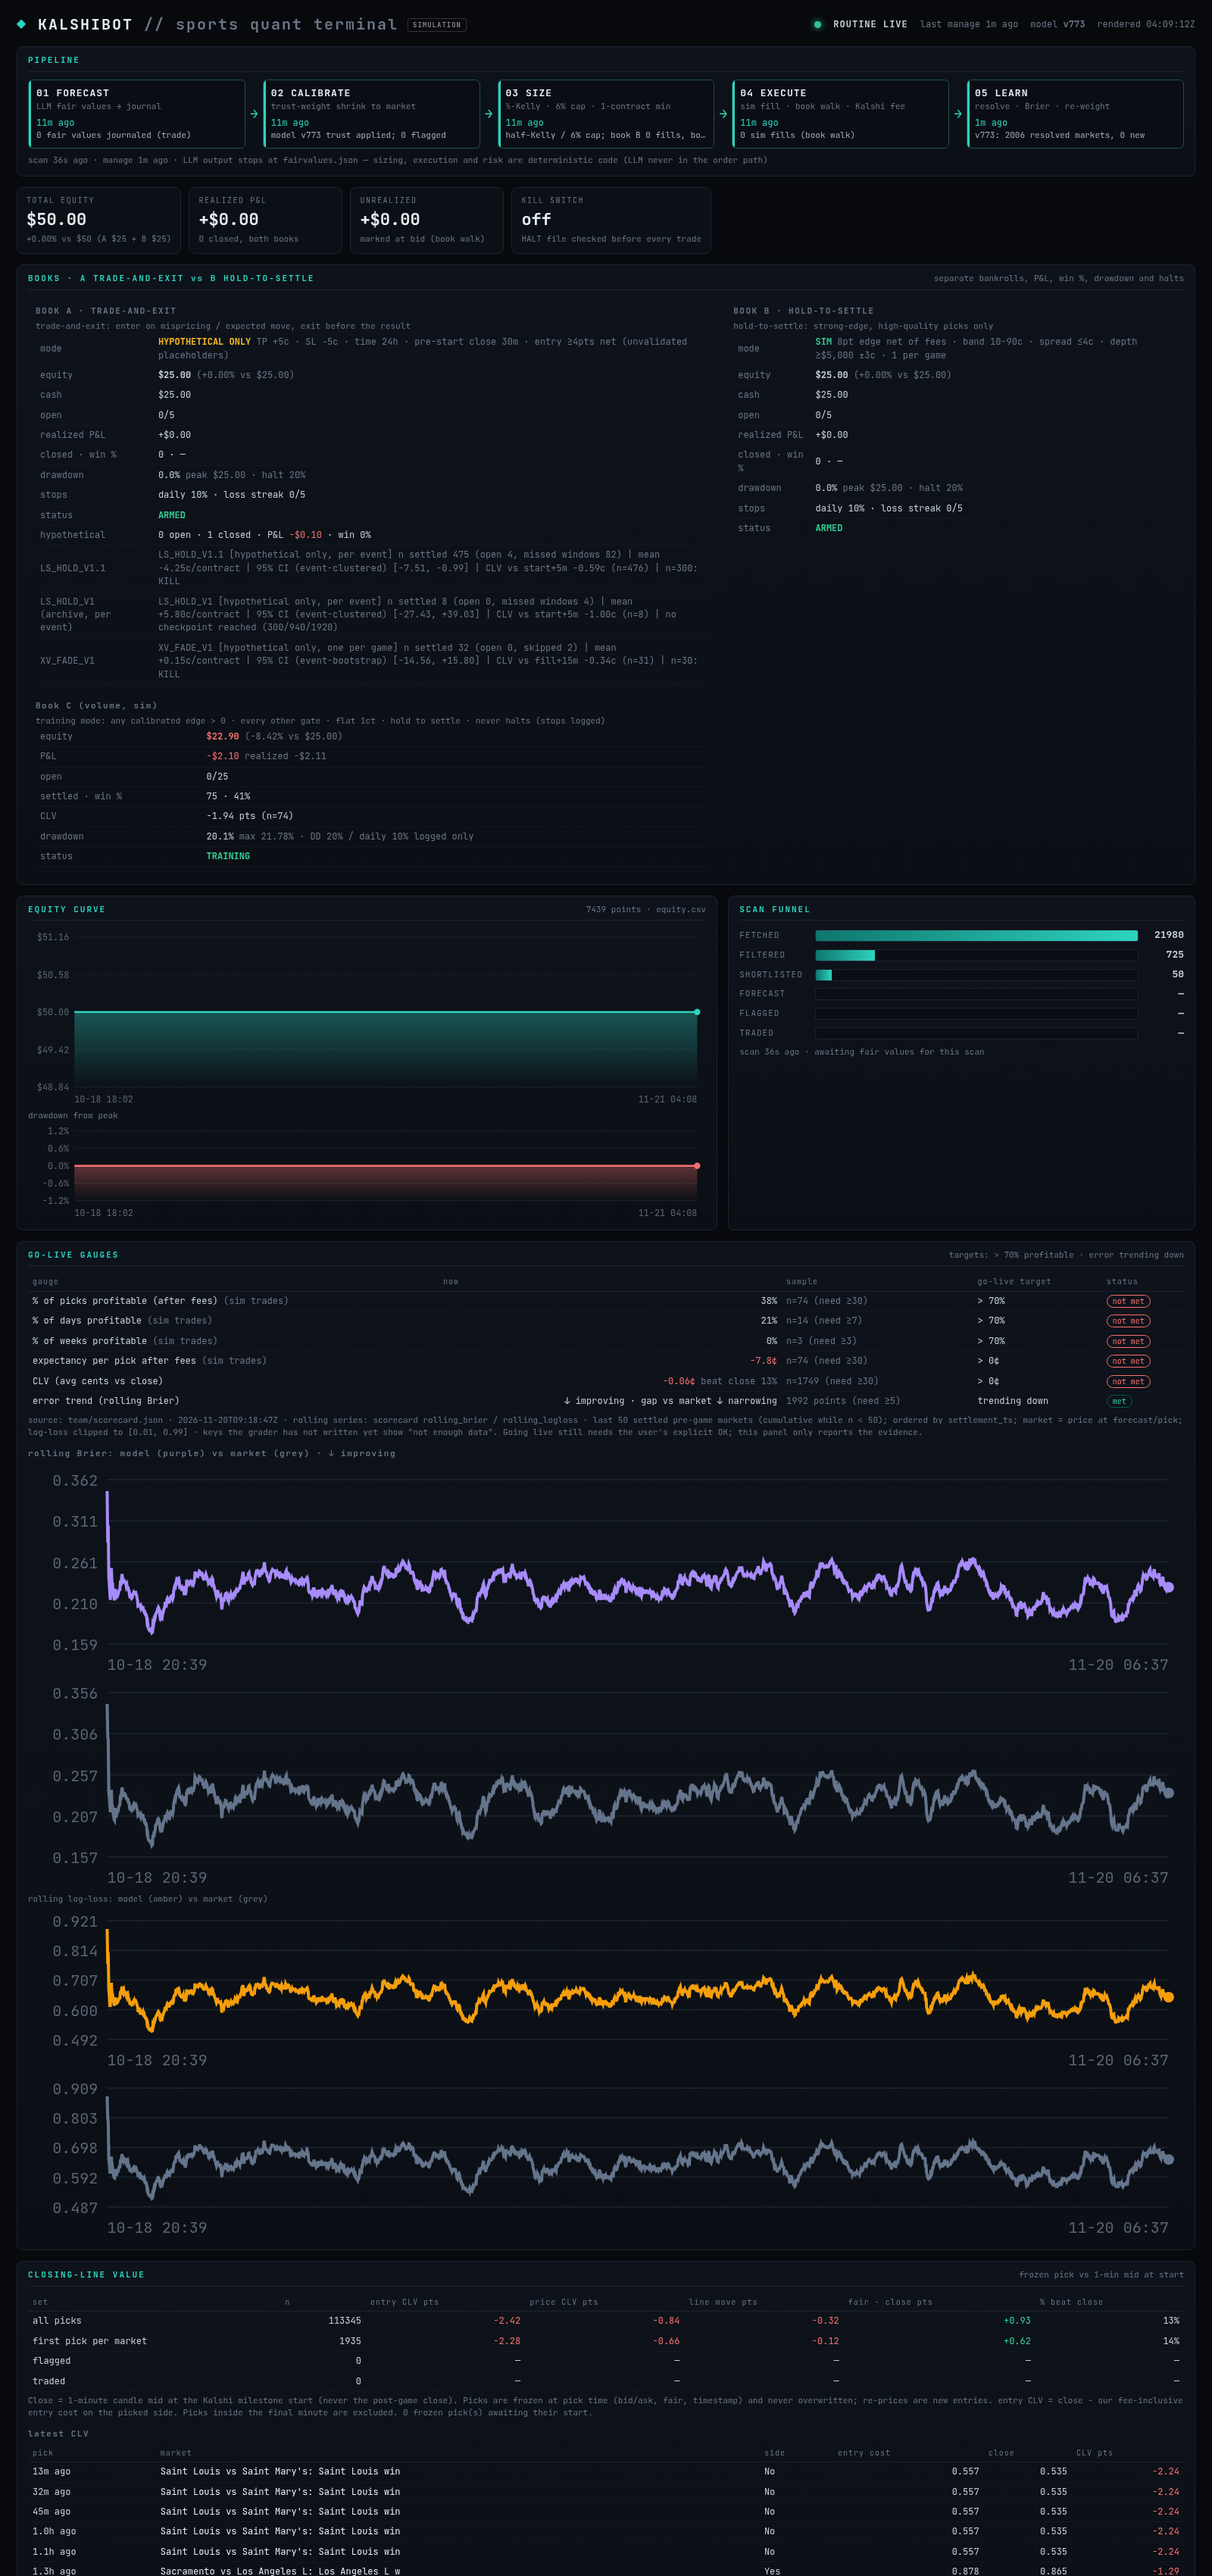 ◆ KALSHIBOT // sports quant terminal SIMULATION
ROUTINE LIVE last manage 1m ago model v773 rendered 04:09:12Z
PIPELINE
01 FORECAST
LLM fair values → journal
11m ago
0 fair values journaled (trade)
→
02 CALIBRATE
trust-weight shrink to market
11m ago
model v773 trust applied; 0 flagged
→
03 SIZE
½-Kelly · 6% cap · 1-contract min
11m ago
half-Kelly / 6% cap; book B 0 fills, bo…
→
04 EXECUTE
sim fill · book walk · Kalshi fee
11m ago
0 sim fills (book walk)
→
05 LEARN
resolve · Brier · re-weight
1m ago
v773: 2006 resolved markets, 0 new
scan 36s ago · manage 1m ago · LLM output stops at fairvalues.json — sizing, execution and risk are deterministic code (LLM never in the order path)
TOTAL EQUITY
$50.00
+0.00% vs $50 (A $25 + B $25)
REALIZED P&L
+$0.00
0 closed, both books
UNREALIZED
+$0.00
marked at bid (book walk)
KILL SWITCH
off
HALT file checked before every trade
BOOKS · A TRADE-AND-EXIT vs B HOLD-TO-SETTLE
separate bankrolls, P&L, win %, drawdown and halts
BOOK A · TRADE-AND-EXIT
trade-and-exit: enter on mispricing / expected move, exit before the result
mode HYPOTHETICAL ONLY TP +5c · SL -5c · time 24h · pre-start close 30m · entry ≥4pts net (unvalidated
placeholders)
equity $25.00 (+0.00% vs $25.00)
cash $25.00
open 0/5
realized P&L +$0.00
closed · win % 0 · —
drawdown 0.0% peak $25.00 · halt 20%
stops daily 10% · loss streak 0/5
status ARMED
hypothetical 0 open · 1 closed · P&L -$0.10 · win 0%
LS_HOLD_V1.1 LS_HOLD_V1.1 [hypothetical only, per event] n settled 475 (open 4, missed windows 82) | mean
-4.25c/contract | 95% CI (event-clustered) [-7.51, -0.99] | CLV vs start+5m -0.59c (n=476) | n=300:
KILL
LS_HOLD_V1 (archive, per event) LS_HOLD_V1 [hypothetical only, per event] n settled 8 (open 0, missed windows 4) | mean
+5.80c/contract | 95% CI (event-clustered) [-27.43, +39.03] | CLV vs start+5m -1.00c (n=8) | no
checkpoint reached (300/940/1920)
XV_FADE_V1 XV_FADE_V1 [hypothetical only, one per game] n settled 32 (open 0, skipped 2) | mean
+0.15c/contract | 95% CI (event-bootstrap) [-14.56, +15.80] | CLV vs fill+15m -0.34c (n=31) | n=30:
KILL
BOOK B · HOLD-TO-SETTLE
hold-to-settle: strong-edge, high-quality picks only
mode SIM 8pt edge net of fees · band 10-90c · spread ≤4c · depth
≥$5,000 ±3c · 1 per game
equity $25.00 (+0.00% vs $25.00)
cash $25.00
open 0/5
realized P&L +$0.00
closed · win % 0 · —
drawdown 0.0% peak $25.00 · halt 20%
stops daily 10% · loss streak 0/5
status ARMED
Book C (volume, sim)
training mode: any calibrated edge > 0 · every other gate · flat 1ct · hold to settle · never halts (stops logged)
equity $22.90 (-8.42% vs $25.00)
P&L -$2.10 realized -$2.11
open 0/25
settled · win % 75 · 41%
CLV -1.94 pts (n=74)
drawdown 20.1% max 21.78% · DD 20% / daily 10% logged only
status TRAINING
EQUITY CURVE
7439 points · equity.csv
$51.16
$50.58
$50.00
$49.42
$48.84
10-18 18:02 11-21 04:08
drawdown from peak
1.2%
0.6%
0.0%
-0.6%
-1.2%
10-18 18:02 11-21 04:08
SCAN FUNNEL
FETCHED 21980
FILTERED 725
SHORTLISTED 50
FORECAST —
FLAGGED —
TRADED —
scan 36s ago · awaiting fair values for this scan
GO-LIVE GAUGES
targets: > 70% profitable · error trending down
gauge now sample go-live target status
% of picks profitable (after fees) (sim trades) 38% n=74 (need ≥30) > 70% not met
% of days profitable (sim trades) 21% n=14 (need ≥7) > 70% not met
% of weeks profitable (sim trades) 0% n=3 (need ≥3) > 70% not met
expectancy per pick after fees (sim trades) -7.8¢ n=74 (need ≥30) > 0¢ not met
CLV (avg cents vs close) -0.06¢ beat close 13% n=1749 (need ≥30) > 0¢ not met
error trend (rolling Brier) ↓ improving · gap vs market ↓ narrowing 1992 points (need ≥5) trending down met
source: team/scorecard.json · 2026-11-20T09:18:47Z · rolling series: scorecard rolling_brier / rolling_logloss · last 50 settled pre-game markets (cumulative while n < 50); ordered by settlement_ts; market = price at forecast/pick;
log-loss clipped to [0.01, 0.99] · keys the grader has not written yet show "not enough data". Going live still needs the user's explicit OK; this panel only reports the evidence.
rolling Brier: model (purple) vs market (grey) · ↓ improving
0.362
0.311
0.261
0.210
0.159
10-18 20:39 11-20 06:37
0.356
0.306
0.257
0.207
0.157
10-18 20:39 11-20 06:37
rolling log-loss: model (amber) vs market (grey)
0.921
0.814
0.707
0.600
0.492
10-18 20:39 11-20 06:37
0.909
0.803
0.698
0.592
0.487
10-18 20:39 11-20 06:37
CLOSING-LINE VALUE
frozen pick vs 1-min mid at start
set n entry CLV pts price CLV pts line move pts fair - close pts % beat close
all picks 113345 -2.42 -0.84 -0.32 +0.93 13%
first pick per market 1935 -2.28 -0.66 -0.12 +0.62 14%
flagged 0 — — — — —
traded 0 — — — — —
Close = 1-minute candle mid at the Kalshi milestone start (never the post-game close). Picks are frozen at pick time (bid/ask, fair, timestamp) and never overwritten; re-prices are new entries. entry CLV = close - our fee-inclusive
entry cost on the picked side. Picks inside the final minute are excluded. 0 frozen pick(s) awaiting their start.
latest CLV
pick market side entry cost close CLV pts
13m ago Saint Louis vs Saint Mary's: Saint Louis win No 0.557 0.535 -2.24
32m ago Saint Louis vs Saint Mary's: Saint Louis win No 0.557 0.535 -2.24
45m ago Saint Louis vs Saint Mary's: Saint Louis win No 0.557 0.535 -2.24
1.0h ago Saint Louis vs Saint Mary's: Saint Louis win No 0.557 0.535 -2.24
1.1h ago Saint Louis vs Saint Mary's: Saint Louis win No 0.557 0.535 -2.24
1.3h ago Sacramento vs Los Angeles L: Los Angeles L w Yes 0.878 0.865 -1.29